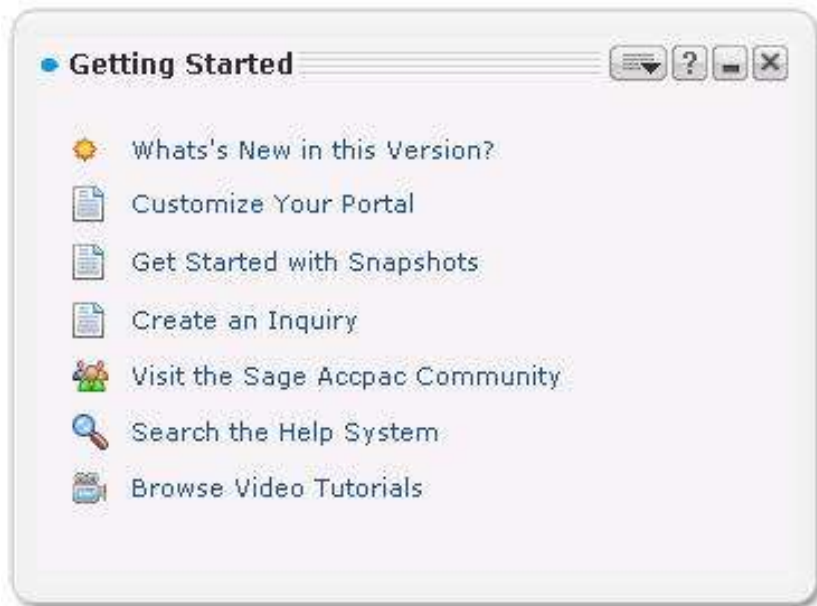 Getting Started
?
Whats's New in this Version?
Customize Your Portal
Get Started with Snapshots
Create an Inquiry
Visit the Sage Accpac Community
Search the Help System
Browse Video Tutorials